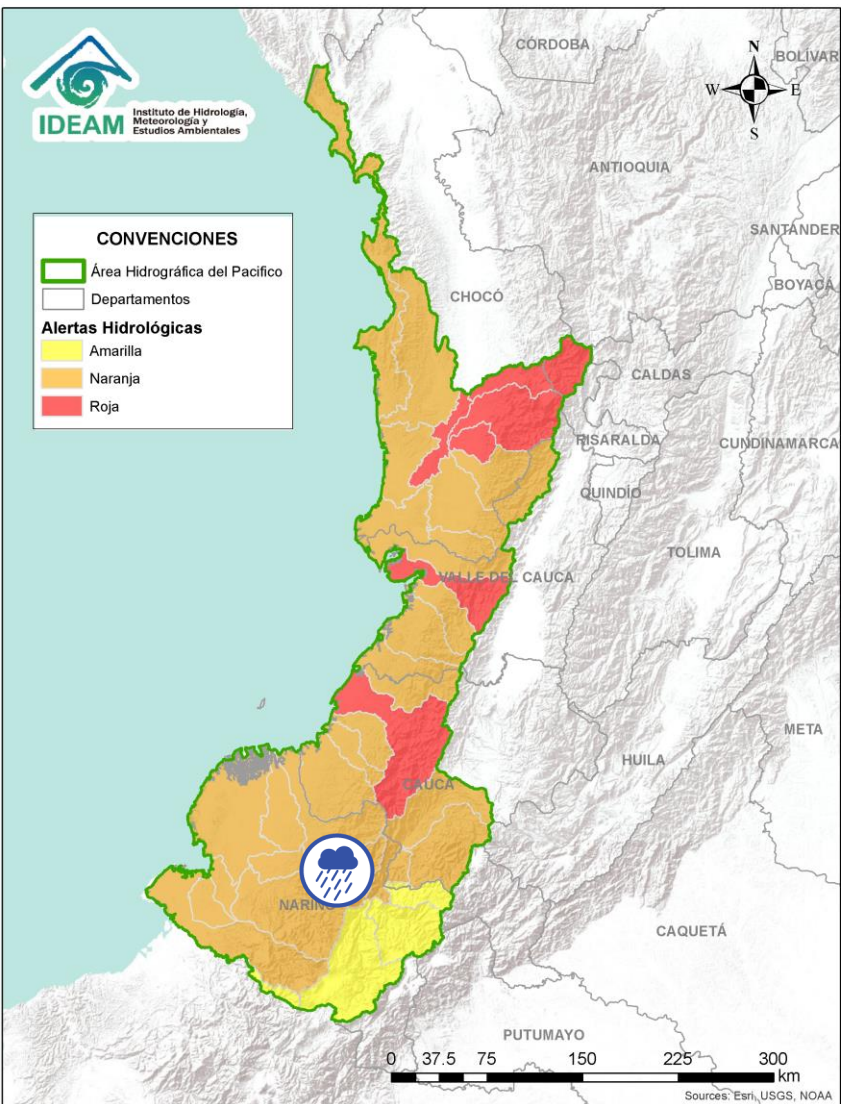 IDEAM
Instituto de Hidrología,
Meteorología y
Estudios Ambientales
CÓRDOBA
BOLÍVAR
N
W
E
S
ANTIOQUIA
SANTANDER
BOYACÁ
CONVENCIONES
Área Hidrográfica del Pacifico
Departamentos
Alertas Hidrológicas
Amarilla
Naranja
Roja
CHOCÓ
CALDAS
RISARALDA
CUNDINAMARCA
QUINDÍO
TOLIMA
VALLE DEL CAUCA
META
HUILA
CAUCA
NARIÑO
CAQUETÁ
PUTUMAYO
0 37.5 75 150 225 300
km
Sources: Esri, USGS, NOAA